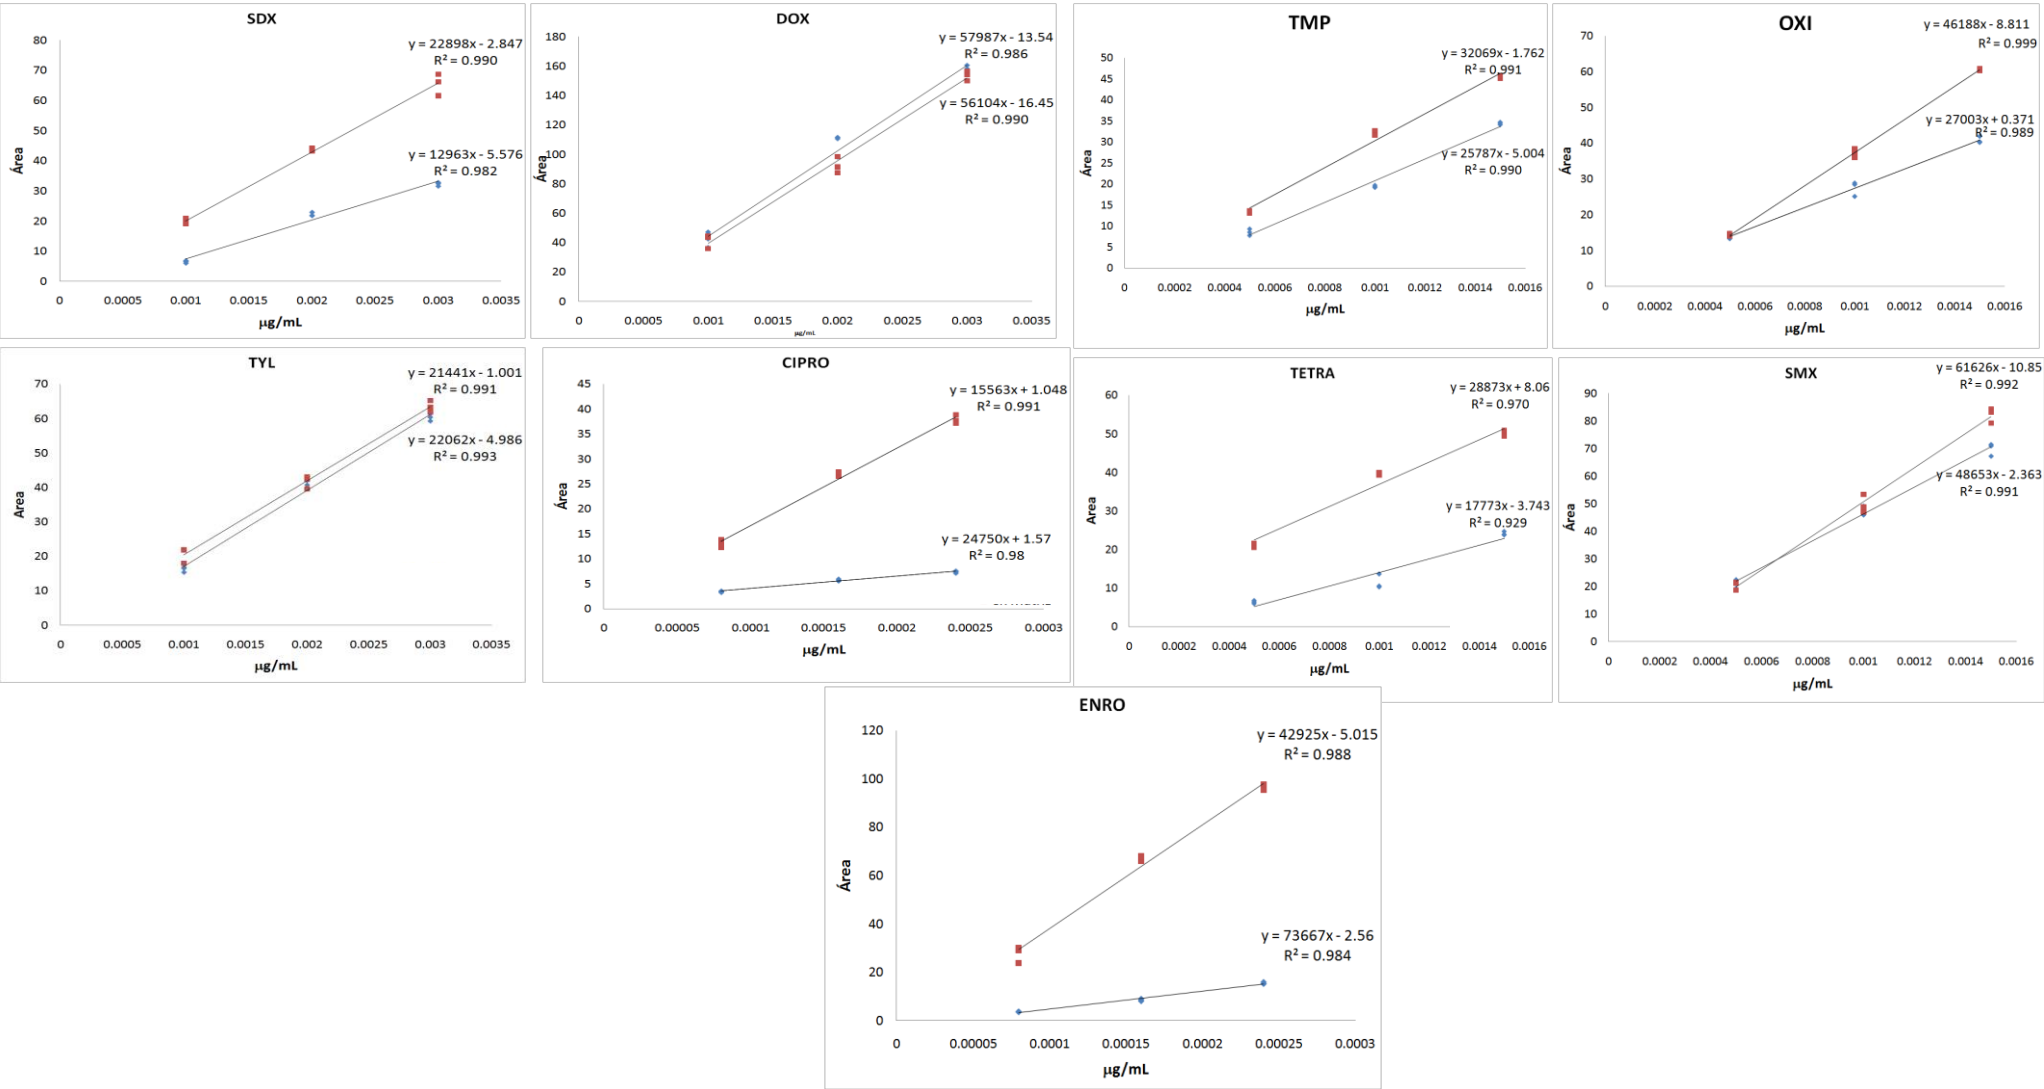 SDX
80
70
60
50
40
30
20
10
0
Área
0 0.0005 0.001 0.0015 0.002 0.0025 0.003 0.0035
µg/mL
y = 22898x - 2.847
R² = 0.990
y = 12963x - 5.576
R² = 0.982
DOX
180
160
140
120
100
80
60
40
20
0
Área
0 0.0005 0.001 0.0015 0.002 0.0025 0.003 0.0035
µg/mL
y = 57987x - 13.54
R² = 0.986
y = 56104x - 16.45
R² = 0.990
TMP
50
45
40
35
30
25
20
15
10
5
0
Área
0 0.0002 0.0004 0.0006 0.0008 0.001 0.0012 0.0014 0.0016
µg/mL
y = 32069x - 1.762
R² = 0.991
y = 25787x - 5.004
R² = 0.990
OXI
70
60
50
40
30
20
10
0
Área
0 0.0002 0.0004 0.0006 0.0008 0.001 0.0012 0.0014 0.0016
µg/mL
y = 46188x - 8.811
R² = 0.999
y = 27003x + 0.371
R² = 0.989
TYL
70
60
50
40
30
20
10
0
Area
0 0.0005 0.001 0.0015 0.002 0.0025 0.003 0.0035
µg/mL
y = 21441x - 1.001
R² = 0.991
y = 22062x - 4.986
R² = 0.993
CIPRO
45
40
35
30
25
20
15
10
5
0
Área
0 0.00005 0.0001 0.00015 0.0002 0.00025 0.0003
µg/mL
y = 15563x + 1.048
R² = 0.991
y = 24750x + 1.57
R² = 0.98
TETRA
60
50
40
30
20
10
0
Area
0 0.0002 0.0004 0.0006 0.0008 0.001 0.0012 0.0014 0.0016
µg/mL
y = 28873x + 8.06
R² = 0.970
y = 17773x - 3.743
R² = 0.929
SMX
90
80
70
60
50
40
30
20
10
0
Área
0 0.0002 0.0004 0.0006 0.0008 0.001 0.0012 0.0014 0.0016
µg/mL
y = 61626x - 10.85
R² = 0.992
y = 48653x - 2.363
R² = 0.991
ENRO
120
100
80
60
40
20
0
Área
0 0.00005 0.0001 0.00015 0.0002 0.00025 0.0003
µg/mL
y = 42925x - 5.015
R² = 0.988
y = 73667x - 2.56
R² = 0.984